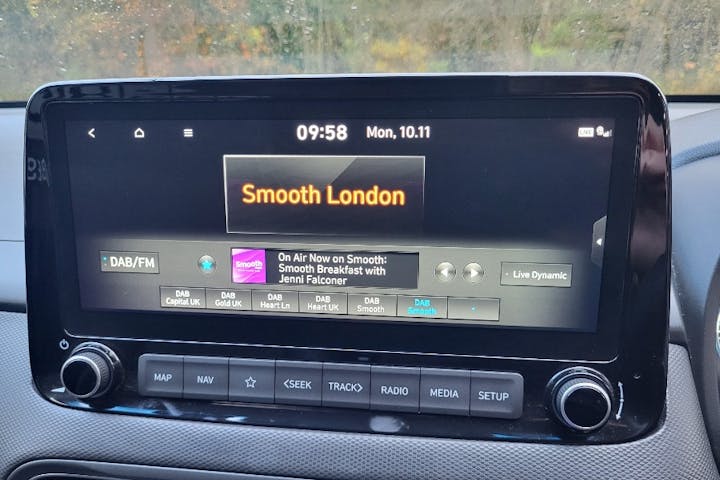 09:58 Mon, 10.11
Smooth London
DAB/FM
Smooth
On Air Now on Smooth:
Smooth Breakfast with
Jenni Falconer
Live Dynamic
DAB Capital UK
DAB Gold UK
DAB Heart Ln
DAB Heart UK
DAB Smooth
DAB Smooth
MAP NAV <SEEK TRACK> RADIO MEDIA SETUP